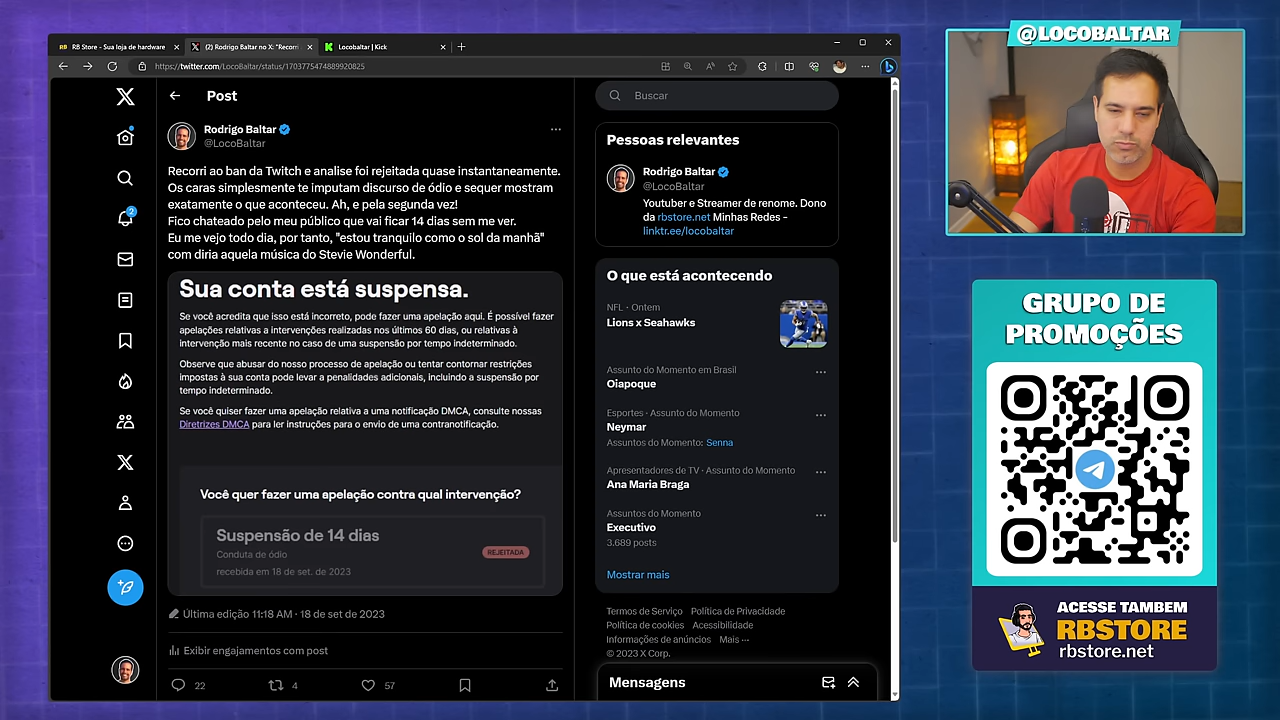 RB Store - Sua loja de hardware
(2) Rodrigo Baltar no X: "Recorri
Locobaltar | Kick
https://twitter.com/LocoBaltar/status/1703775474889920825
Post
Rodrigo Baltar
@LocoBaltar
Recorri ao ban da Twitch e analise foi rejeitada quase instantaneamente.
Os caras simplesmente te imputam discurso de ódio e sequer mostram
exatamente o que aconteceu. Ah, e pela segunda vez!
Fico chateado pelo meu público que vai ficar 14 dias sem me ver.
Eu me vejo todo dia, por tanto, "estou tranquilo como o sol da manhã"
com diria aquela música do Stevie Wonderful.
Sua conta está suspensa.
Se você acredita que isso está incorreto, pode fazer uma apelação aqui. É possível fazer
apelações relativas a intervenções realizadas nos últimos 60 dias, ou relativas à
intervenção mais recente no caso de uma suspensão por tempo indeterminado.
Observe que abusar do nosso processo de apelação ou tentar contornar restrições
impostas à sua conta pode levar a penalidades adicionais, incluindo a suspensão por
tempo indeterminado.
Se você quiser fazer uma apelação relativa a uma notificação DMCA, consulte nossas
Diretrizes DMCA para ler instruções para o envio de uma contranotificação.
Você quer fazer uma apelação contra qual intervenção?
Suspensão de 14 dias
Conduta de ódio
REJEITADA
recebida em 18 de set. de 2023
Última edição 11:18 AM · 18 de set de 2023
Exibir engajamentos com post
22
4
57
2
Buscar
Pessoas relevantes
Rodrigo Baltar
@LocoBaltar
Youtuber e Streamer de renome. Dono
da rbstore.net Minhas Redes -
linktr.ee/locobaltar
O que está acontecendo
NFL · Ontem
Lions x Seahawks
Assunto do Momento em Brasil
Oiapoque
Esportes · Assunto do Momento
Neymar
Assuntos do Momento: Senna
Apresentadores de TV · Assunto do Momento
Ana Maria Braga
Assuntos do Momento
Executivo
3.689 posts
Mostrar mais
Termos de Serviço Política de Privacidade
Política de cookies Acessibilidade
Informações de anúncios Mais ···
© 2023 X Corp.
Mensagens
@LOCOBALTAR
GRUPO DE
PROMOÇÕES
ACESSE TAMBEM
RBSTORE
rbstore.net